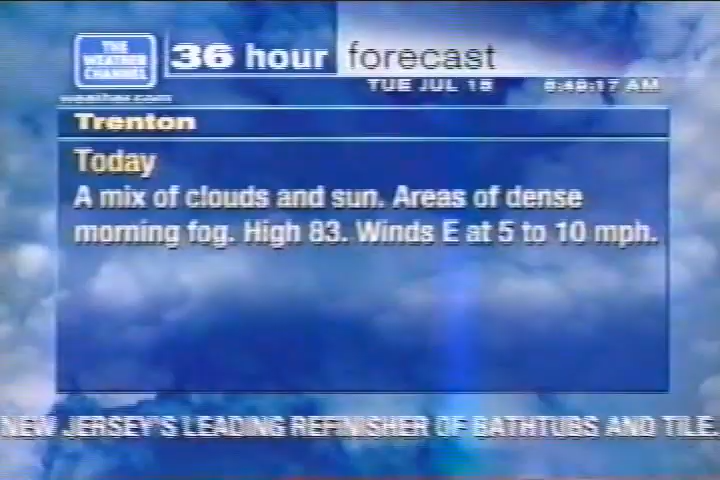 THE
WEATHER
CHANNEL
36 hour forecast
weather.com
TUE JUL 15
Trenton
Today
A mix of clouds and sun. Areas of dense
morning fog. High 83. Winds E at 5 to 10 mph.
NEW JERSEY'S LEADING REFINISHER OF BATHTUBS AND TILE.